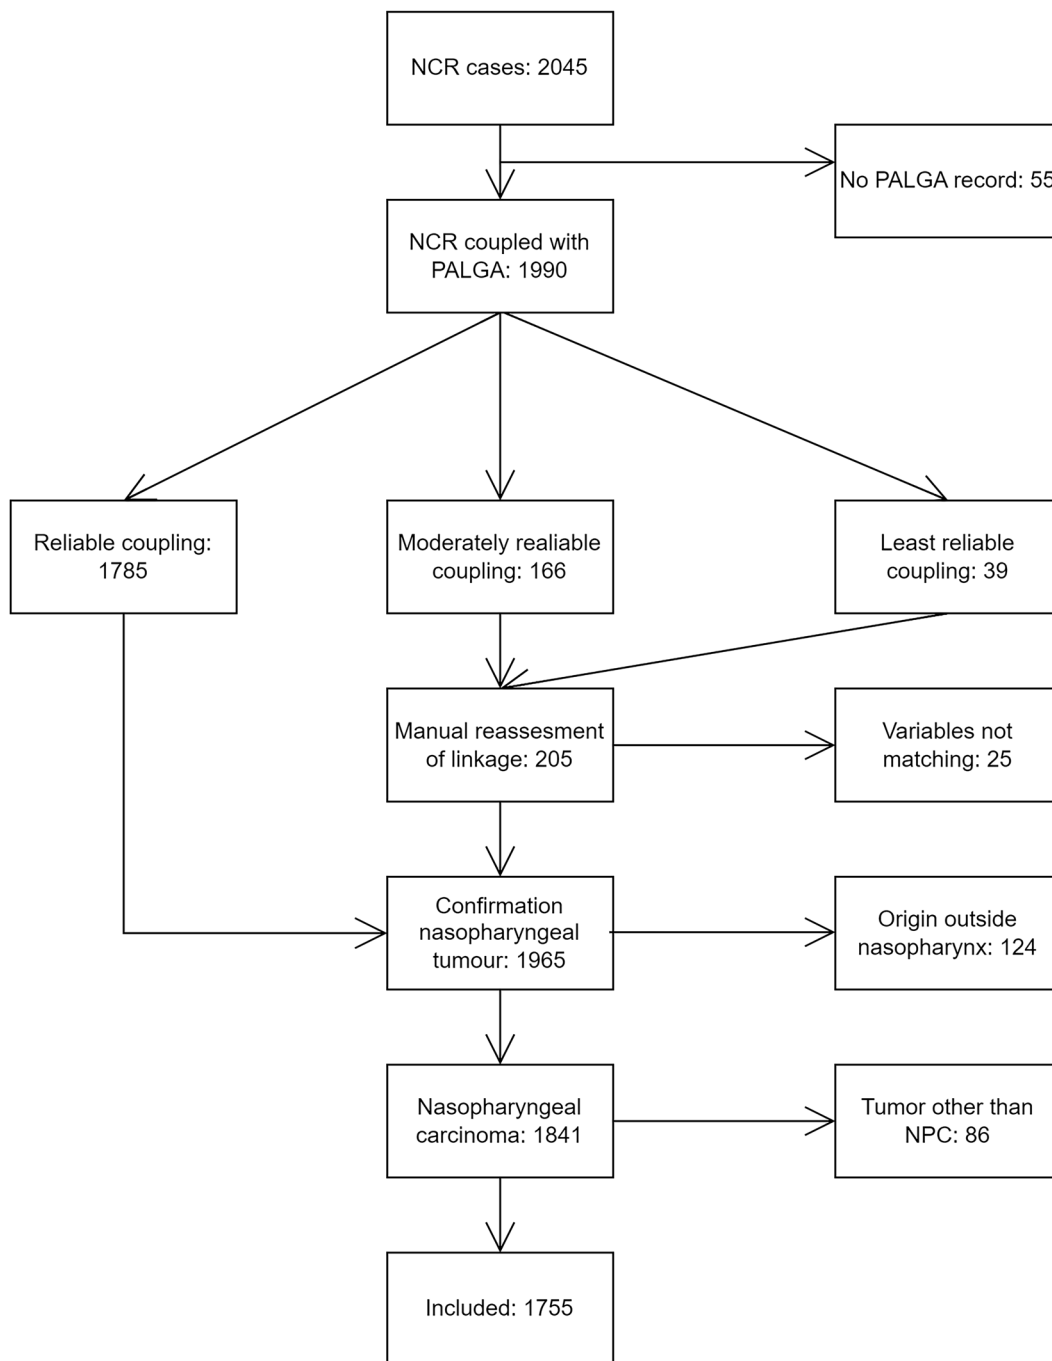 NCR cases: 2045
No PALGA record: 55
NCR coupled with
PALGA: 1990
Reliable coupling:
1785
Moderately realiable
coupling: 166
Least reliable
coupling: 39
Manual reassesment
of linkage: 205
Variables not
matching: 25
Confirmation
nasopharyngeal
tumour: 1965
Origin outside
nasopharynx: 124
Nasopharyngeal
carcinoma: 1841
Tumor other than
NPC: 86
Included: 1755